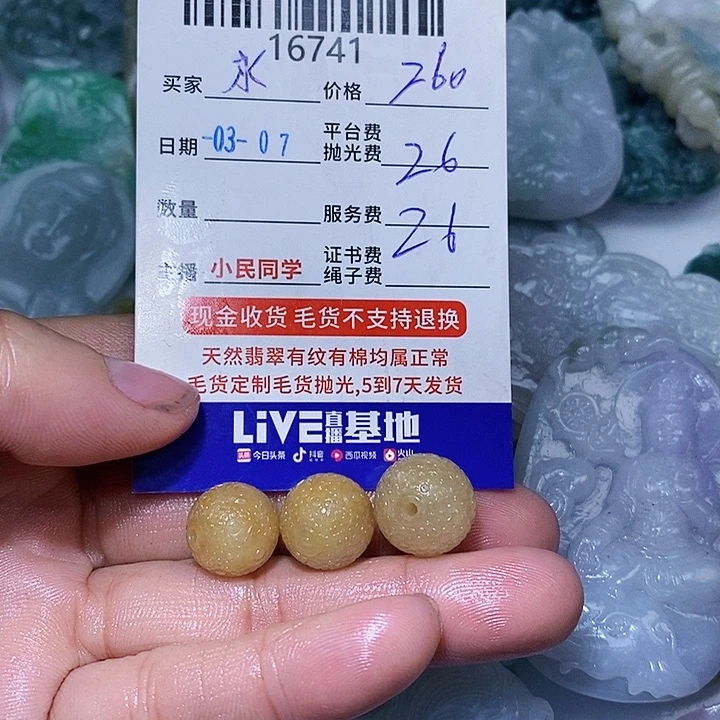 16741
买家 永 价格 260
日期 -03-07 平台费
抛光费 26
数量 服务费 26
主播 小民同学 证书费
绳子费
现金收货 毛货不支持退换
天然翡翠有纹有棉均属正常
毛货定制毛货抛光,5到7天发货
LiVE直播基地
头条 今日头条 抖音 西瓜视频 火山